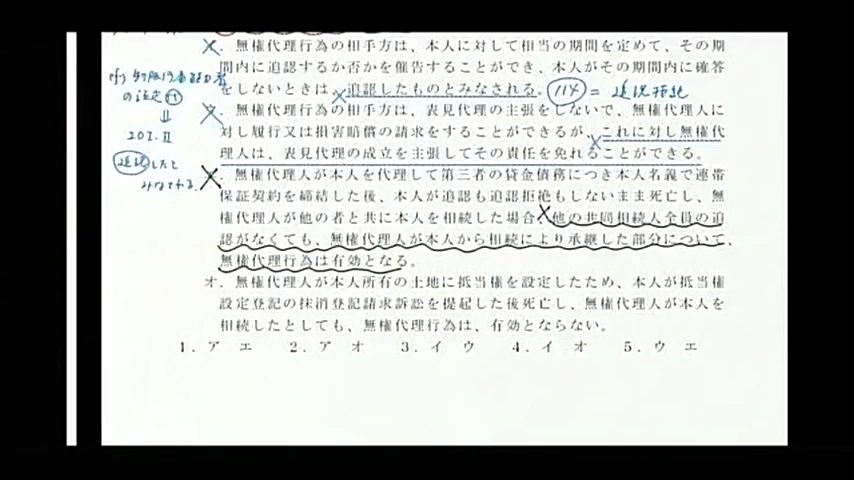 無権代理行為の相手方は、本人に対して相当の期間を定めて、その期
間内に追認するか否かを催告することができ、本人がその期間内に確答
をしないときは、追認したものとみなされる。 114 = 追認拒絶
無権代理行為の相手方は、表見代理の主張をしないで、無権代理人に
対し履行又は損害賠償の請求をすることができるが、これに対し無権代
理人は、表見代理の成立を主張してその責任を免れることができる。
無権代理人が本人を代理して第三者の貸金債務につき本人名義で連帯
保証契約を締結した後、本人が追認も追認拒絶もしない主主死亡し、無
権代理人が他の者と共に本人を相続した場合、他の共同相続人全員の追
認がなくても、無権代理人が本人から相続により承継した部分について、
無権代理行為は有効となる。
オ．無権代理人が本人所有の土地に抵当権を設定したため、本人が抵当権
設定登記の抹消登記請求訴訟を提起した後死亡し、無権代理人が本人を
相続したとしても、無権代理行為は、有効とならない。
1．ア エ 2．ア オ 3．イ ウ 4．イ オ 5．ウ エ
cf) 制限行為能力者
の法定代
⇓
20Ⅰ.Ⅱ
追認したと
みなされる